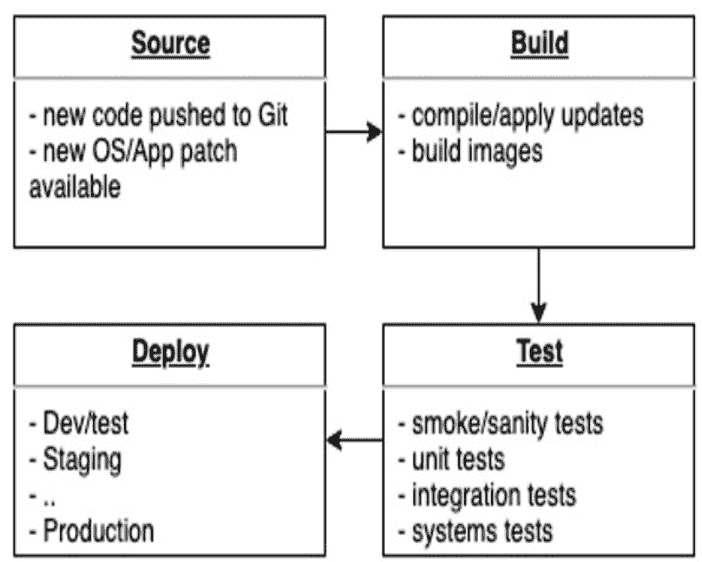 Source
- new code pushed to Git
- new OS/App patch
available
Build
- compile/apply updates
- build images
Test
- smoke/sanity tests
- unit tests
- integration tests
- systems tests
Deploy
- Dev/test
- Staging
- ..
- Production